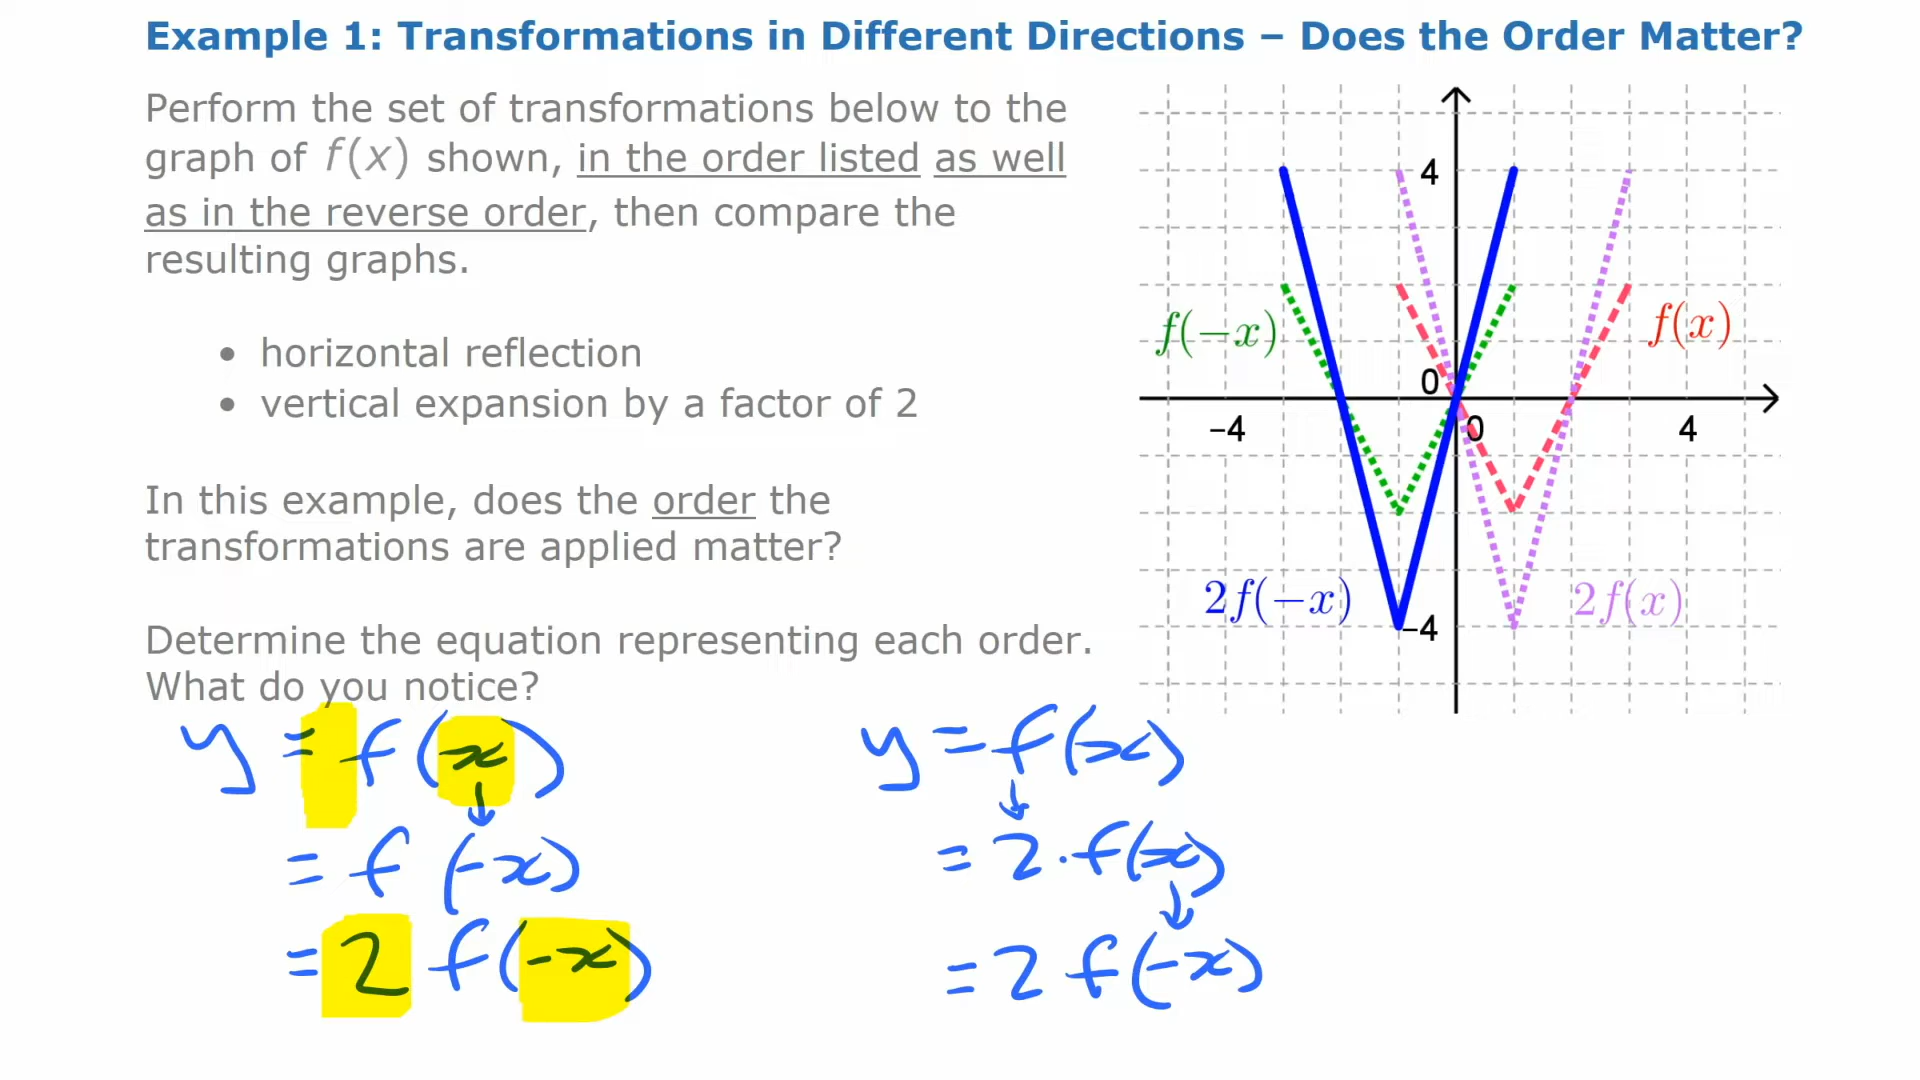 Example 1: Transformations in Different Directions – Does the Order Matter?
Perform the set of transformations below to the
graph of f(x) shown, in the order listed as well
as in the reverse order, then compare the
resulting graphs.
• horizontal reflection
• vertical expansion by a factor of 2
In this example, does the order the
transformations are applied matter?
Determine the equation representing each order.
What do you notice?
4
f(−x)
f(x)
0
−4
0
4
2f(−x)
2f(x)
−4
y = f(x)
= f(-x)
= 2 f(-x)
y = f(x)
= 2·f(x)
= 2 f(-x)